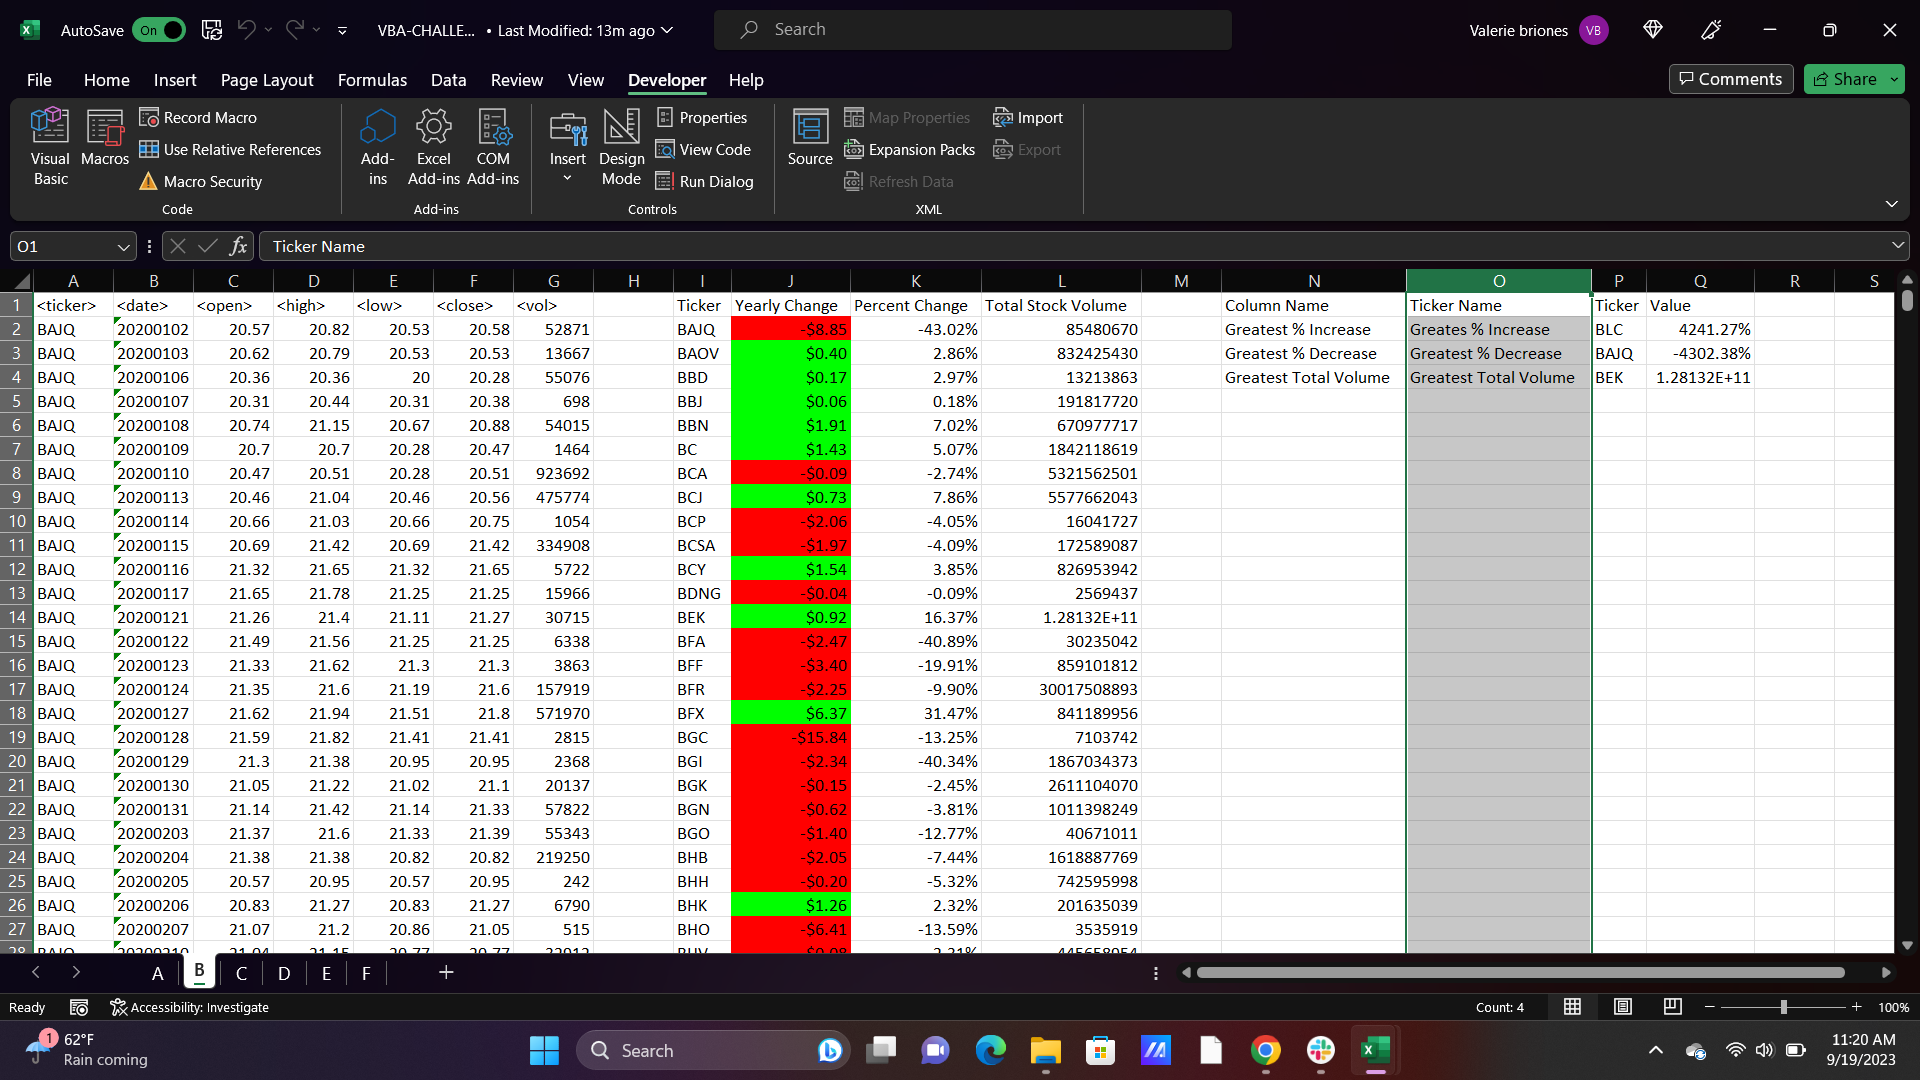 AutoSave On VBA-CHALLE... • Last Modified: 13m ago Search Valerie briones VB
File Home Insert Page Layout Formulas Data Review View Developer Help Comments Share
Visual Basic
Macros
Record Macro
Use Relative References
Macro Security
Code
Add-ins
Excel Add-ins
COM Add-ins
Add-ins
Insert
Design Mode
Properties
View Code
Run Dialog
Controls
Source
Map Properties
Expansion Packs
Refresh Data
Import
Export
XML
O1 fx Ticker Name
A B C D E F G H I J K L M N O P Q R S
1 <ticker> <date> <open> <high> <low> <close> <vol> Ticker Yearly Change Percent Change Total Stock Volume Column Name Ticker Name Ticker Value
2 BAJQ 20200102 20.57 20.82 20.53 20.58 52871 BAJQ -$8.85 -43.02% 85480670 Greatest % Increase Greates % Increase BLC 4241.27%
3 BAJQ 20200103 20.62 20.79 20.53 20.53 13667 BAOV $0.40 2.86% 832425430 Greatest % Decrease Greatest % Decrease BAJQ -4302.38%
4 BAJQ 20200106 20.36 20.36 20 20.28 55076 BBD $0.17 2.97% 13213863 Greatest Total Volume Greatest Total Volume BEK 1.28132E+11
5 BAJQ 20200107 20.31 20.44 20.31 20.38 698 BBJ $0.06 0.18% 191817720
6 BAJQ 20200108 20.74 21.15 20.67 20.88 54015 BBN $1.91 7.02% 670977717
7 BAJQ 20200109 20.7 20.7 20.28 20.47 1464 BC $1.43 5.07% 1842118619
8 BAJQ 20200110 20.47 20.51 20.28 20.51 923692 BCA -$0.09 -2.74% 5321562501
9 BAJQ 20200113 20.46 21.04 20.46 20.56 475774 BCJ $0.73 7.86% 5577662043
10 BAJQ 20200114 20.66 21.03 20.66 20.75 1054 BCP -$2.06 -4.05% 16041727
11 BAJQ 20200115 20.69 21.42 20.69 21.42 334908 BCSA -$1.97 -4.09% 172589087
12 BAJQ 20200116 21.32 21.65 21.32 21.65 5722 BCY $1.54 3.85% 826953942
13 BAJQ 20200117 21.65 21.78 21.25 21.25 15966 BDNG -$0.04 -0.09% 2569437
14 BAJQ 20200121 21.26 21.4 21.11 21.27 30715 BEK $0.92 16.37% 1.28132E+11
15 BAJQ 20200122 21.49 21.56 21.25 21.25 6338 BFA -$2.47 -40.89% 30235042
16 BAJQ 20200123 21.33 21.62 21.3 21.3 3863 BFF -$3.40 -19.91% 859101812
17 BAJQ 20200124 21.35 21.6 21.19 21.6 157919 BFR -$2.25 -9.90% 30017508893
18 BAJQ 20200127 21.62 21.94 21.51 21.8 571970 BFX $6.37 31.47% 841189956
19 BAJQ 20200128 21.59 21.82 21.41 21.41 2815 BGC -$15.84 -13.25% 7103742
20 BAJQ 20200129 21.3 21.38 20.95 20.95 2368 BGI -$2.34 -40.34% 1867034373
21 BAJQ 20200130 21.05 21.22 21.02 21.1 20137 BGK -$0.15 -2.45% 2611104070
22 BAJQ 20200131 21.14 21.42 21.14 21.33 57822 BGN -$0.62 -3.81% 1011398249
23 BAJQ 20200203 21.37 21.6 21.33 21.39 55343 BGO -$1.40 -12.77% 40671011
24 BAJQ 20200204 21.38 21.38 20.82 20.82 219250 BHB -$2.05 -7.44% 1618887769
25 BAJQ 20200205 20.57 20.95 20.57 20.95 242 BHH -$0.20 -5.32% 742595998
26 BAJQ 20200206 20.83 21.27 20.83 21.27 6790 BHK $1.26 2.32% 201635039
27 BAJQ 20200207 21.07 21.2 20.86 21.05 515 BHO -$6.41 -13.59% 3535919
28 BAJQ 20200210
A B C D E F
Ready Accessibility: Investigate Count: 4 100%
1 62°F
Rain coming
Search
11:20 AM
9/19/2023